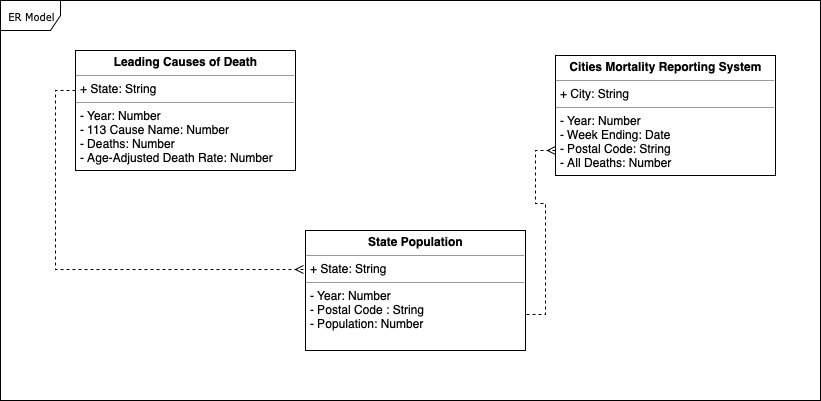 ER Model
Leading Causes of Death
+ State: String
- Year: Number
- 113 Cause Name: Number
- Deaths: Number
- Age-Adjusted Death Rate: Number
Cities Mortality Reporting System
+ City: String
- Year: Number
- Week Ending: Date
- Postal Code: String
- All Deaths: Number
State Population
+ State: String
- Year: Number
- Postal Code : String
- Population: Number